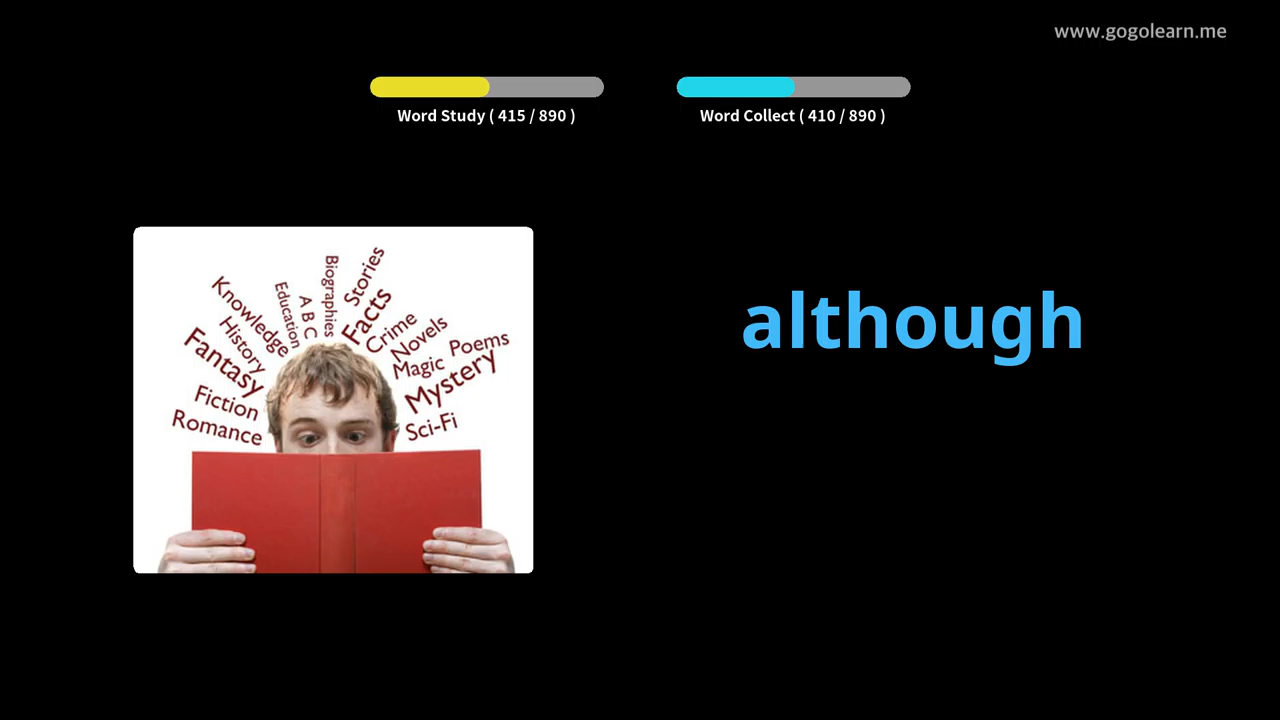 www.gogolearn.me
Word Study ( 415 / 890 )
Word Collect ( 410 / 890 )
although
Knowledge
Education
A B C
Biographies
Stories
Facts
Crime
Novels
Poems
Magic
Mystery
Sci-Fi
History
Fantasy
Fiction
Romance